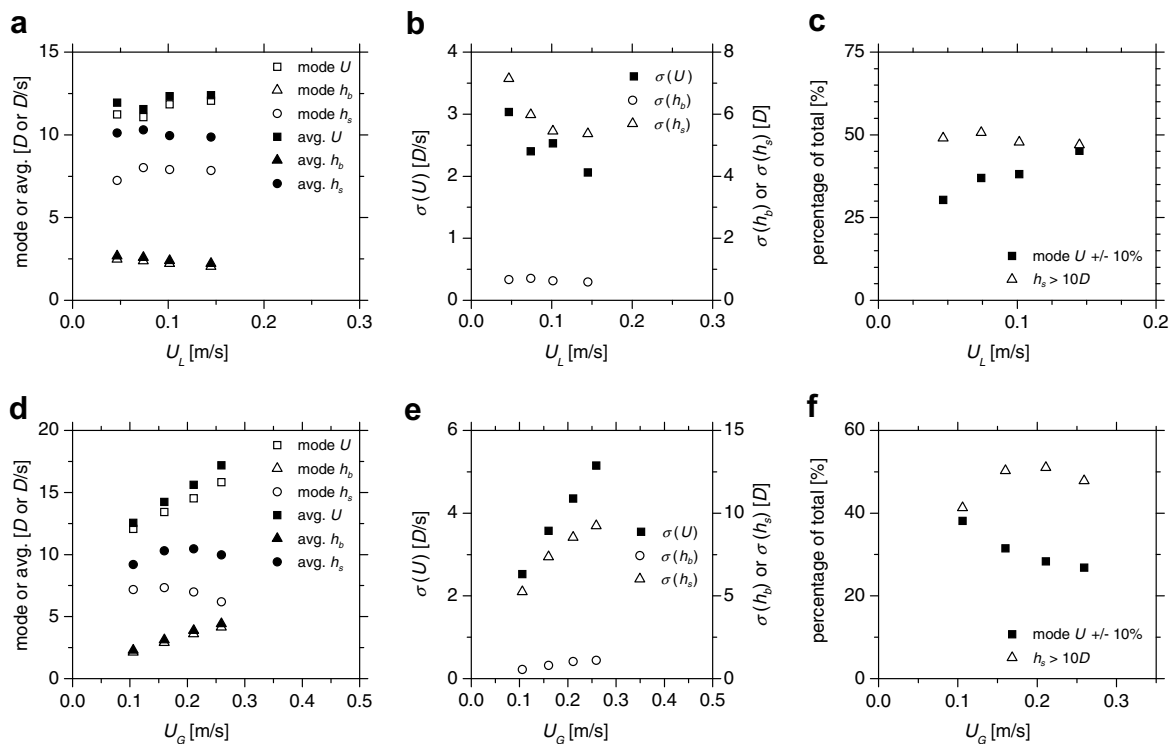 a
mode or avg. [D or D/s]
15
10
5
0
0.0
0.1
0.2
0.3
U_L [m/s]
mode U
mode h_b
mode h_s
avg. U
avg. h_b
avg. h_s
b
σ(U) [D/s]
4
3
2
1
0
0.0
0.1
0.2
0.3
U_L [m/s]
8
6
4
2
0
σ(h_b) or σ(h_s) [D]
σ(U)
σ(h_b)
σ(h_s)
c
percentage of total [%]
75
50
25
0
0.0
0.1
0.2
U_L [m/s]
mode U +/- 10%
h_s > 10D
d
mode or avg. [D or D/s]
20
15
10
5
0
0.0
0.1
0.2
0.3
0.4
0.5
U_G [m/s]
mode U
mode h_b
mode h_s
avg. U
avg. h_b
avg. h_s
e
σ(U) [D/s]
6
4
2
0
0.0
0.1
0.2
0.3
0.4
0.5
U_G [m/s]
15
10
5
0
σ(h_b) or σ(h_s) [D]
σ(U)
σ(h_b)
σ(h_s)
f
percentage of total [%]
60
40
20
0
0.0
0.1
0.2
0.3
U_G [m/s]
mode U +/- 10%
h_s > 10D